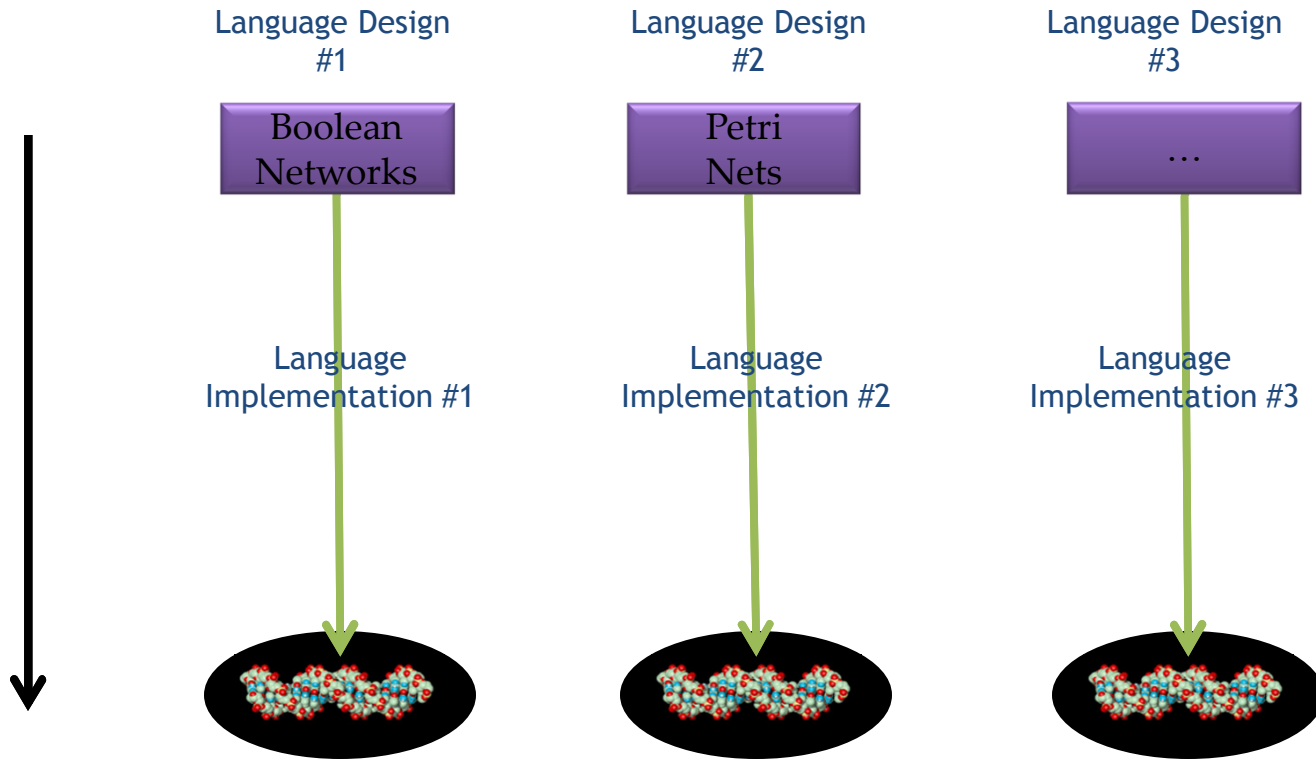 Language Design
#1
Language Design
#2
Language Design
#3
Boolean
Networks
Petri
Nets
...
Language
Implementation #1
Language
Implementation #2
Language
Implementation #3